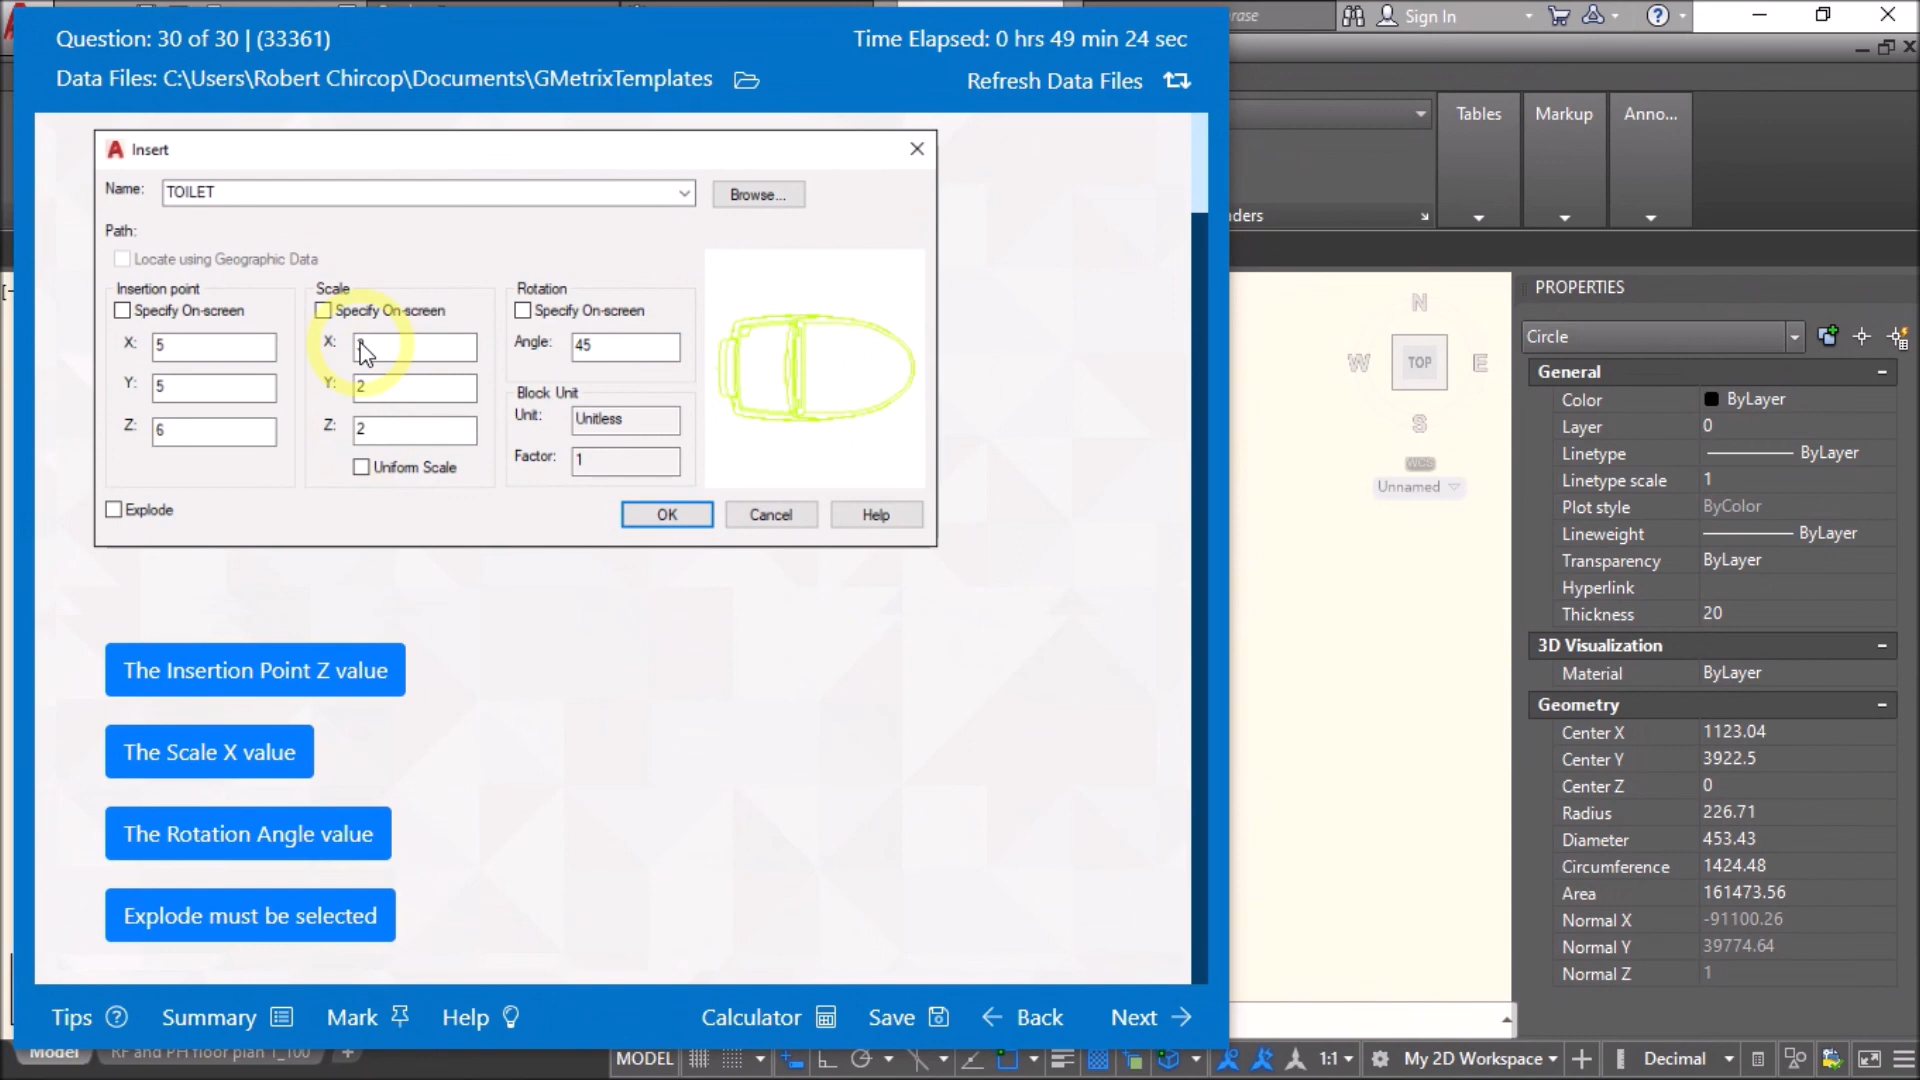 Question: 30 of 30 | (33361)
Time Elapsed: 0 hrs 49 min 24 sec
Data Files: C:\Users\Robert Chircop\Documents\GMetrixTemplates
Refresh Data Files
Sign In
Insert
Name:
TOILET
Browse...
Path:
Locate using Geographic Data
Insertion point
Specify On-screen
X: 5
Y: 5
Z: 6
Scale
Specify On-screen
X:
Y: 2
Z: 2
Uniform Scale
Rotation
Specify On-screen
Angle: 45
Block Unit
Unit: Unitless
Factor: 1
Explode
OK
Cancel
Help
The Insertion Point Z value
The Scale X value
The Rotation Angle value
Explode must be selected
Tips
Summary
Mark
Help
Calculator
Save
Back
Next
Tables
Markup
Anno...
N
W
TOP
E
S
WCS
Unnamed
PROPERTIES
Circle
General
Color ByLayer
Layer 0
Linetype ByLayer
Linetype scale 1
Plot style ByColor
Lineweight ByLayer
Transparency ByLayer
Hyperlink
Thickness 20
3D Visualization
Material ByLayer
Geometry
Center X 1123.04
Center Y 3922.5
Center Z 0
Radius 226.71
Diameter 453.43
Circumference 1424.48
Area 161473.56
Normal X -91100.26
Normal Y 39774.64
Normal Z 1
Model
RF and PH floor plan 1_100
MODEL
1:1
My 2D Workspace
Decimal